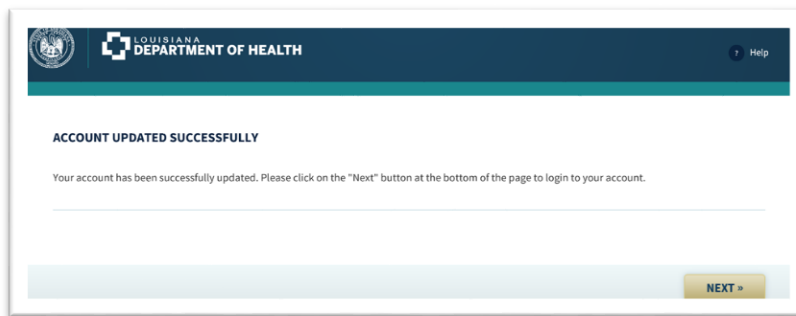 LOUISIANA
DEPARTMENT OF HEALTH
? Help
ACCOUNT UPDATED SUCCESSFULLY
Your account has been successfully updated. Please click on the "Next" button at the bottom of the page to login to your account.
NEXT »